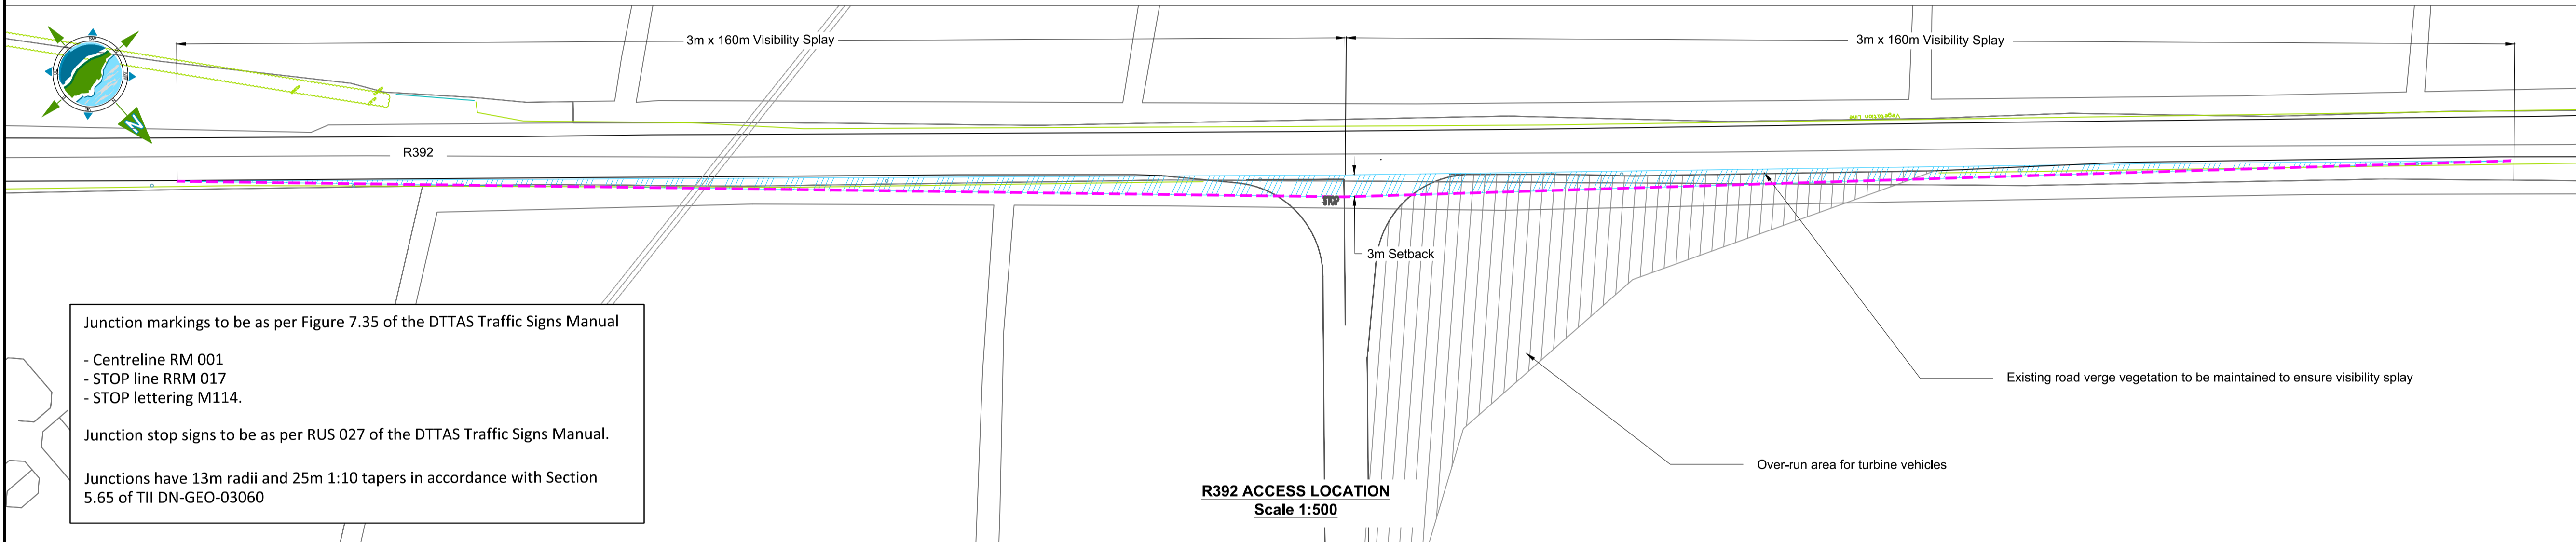 3m x 160m Visibility Splay
3m x 160m Visibility Splay
N
Vegetation Line
R392
STOP
3m Setback
Junction markings to be as per Figure 7.35 of the DTTAS Traffic Signs Manual
- Centreline RM 001
- STOP line RRM 017
- STOP lettering M114.
Junction stop signs to be as per RUS 027 of the DTTAS Traffic Signs Manual.
Junctions have 13m radii and 25m 1:10 tapers in accordance with Section
5.65 of TII DN-GEO-03060
Existing road verge vegetation to be maintained to ensure visibility splay
Over-run area for turbine vehicles
R392 ACCESS LOCATION
Scale 1:500